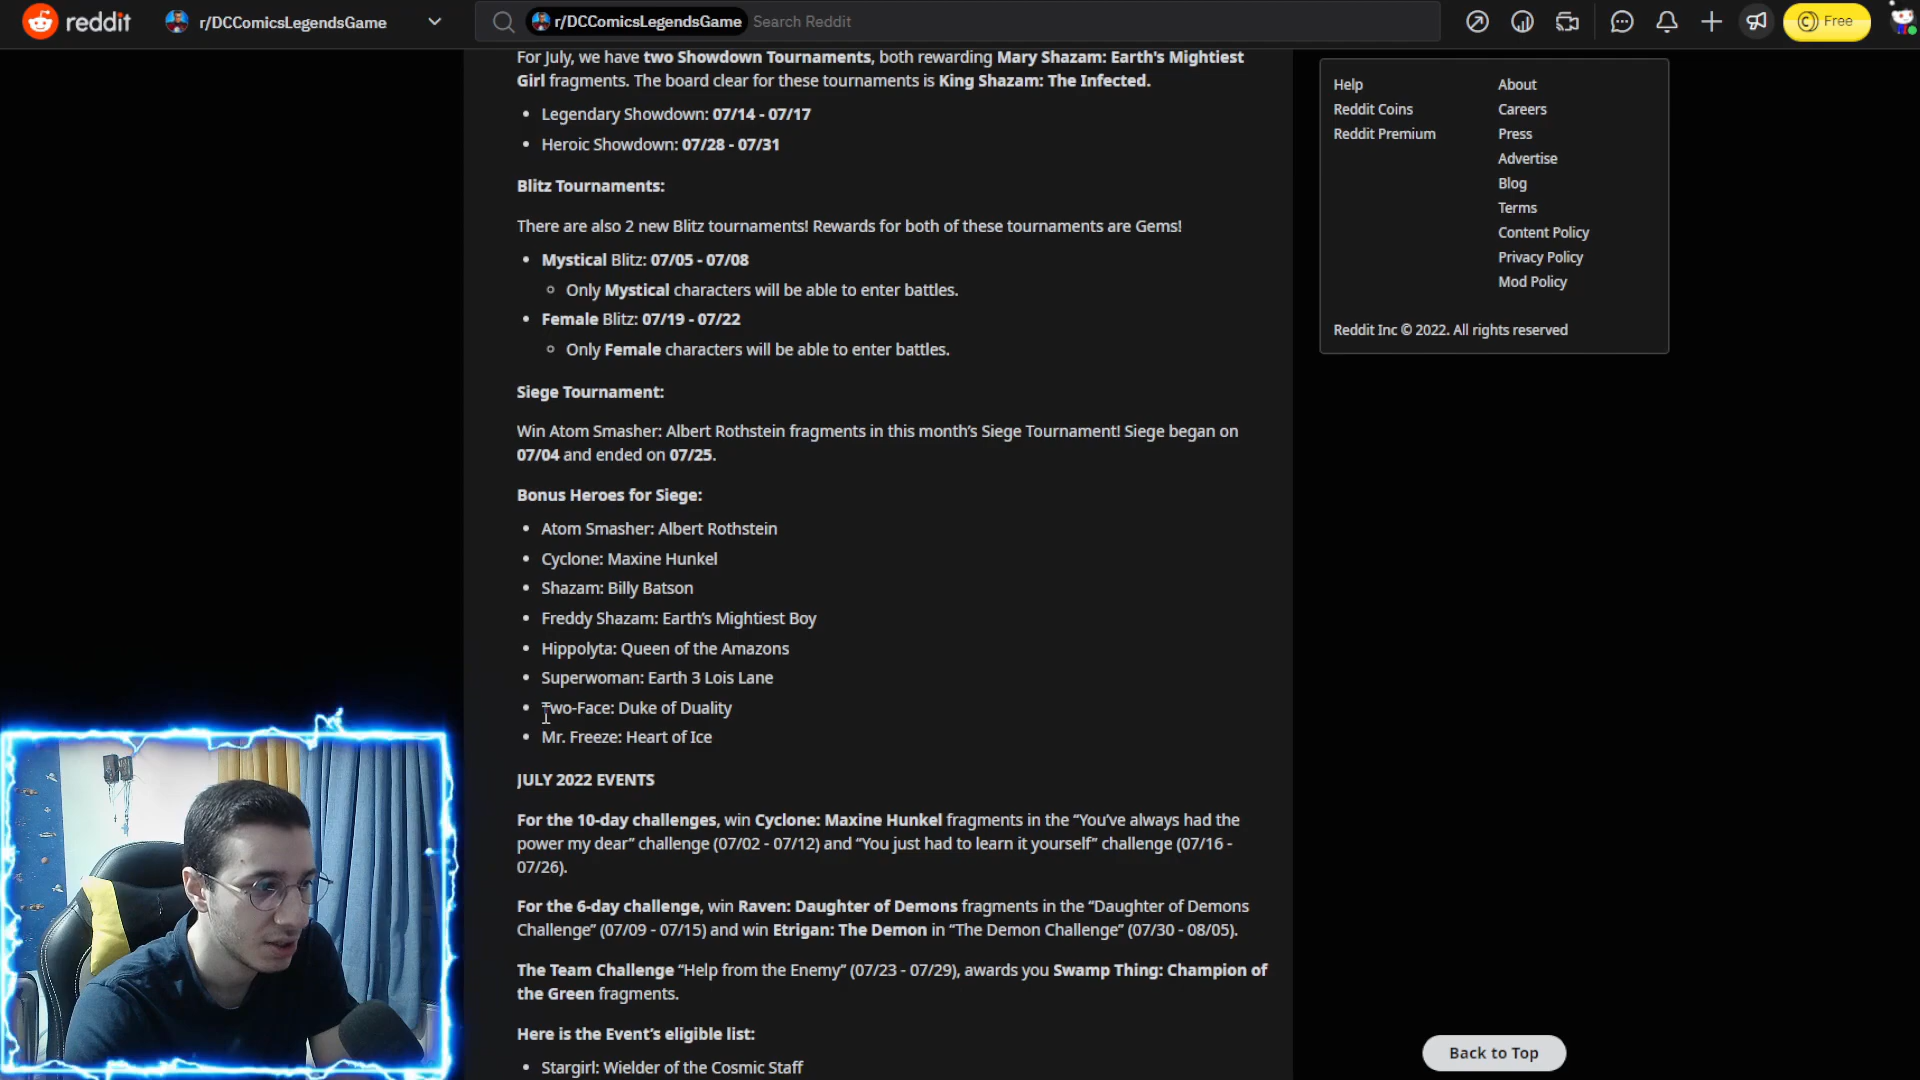 reddit
r/DCComicsLegendsGame
r/DCComicsLegendsGame
Search Reddit
Free
For July, we have two Showdown Tournaments, both rewarding Mary Shazam: Earth's Mightiest
Girl fragments. The board clear for these tournaments is King Shazam: The Infected.
• Legendary Showdown: 07/14 - 07/17
• Heroic Showdown: 07/28 - 07/31
Blitz Tournaments:
There are also 2 new Blitz tournaments! Rewards for both of these tournaments are Gems!
• Mystical Blitz: 07/05 - 07/08
○ Only Mystical characters will be able to enter battles.
• Female Blitz: 07/19 - 07/22
○ Only Female characters will be able to enter battles.
Siege Tournament:
Win Atom Smasher: Albert Rothstein fragments in this month's Siege Tournament! Siege began on
07/04 and ended on 07/25.
Bonus Heroes for Siege:
• Atom Smasher: Albert Rothstein
• Cyclone: Maxine Hunkel
• Shazam: Billy Batson
• Freddy Shazam: Earth's Mightiest Boy
• Hippolyta: Queen of the Amazons
• Superwoman: Earth 3 Lois Lane
• Two-Face: Duke of Duality
• Mr. Freeze: Heart of Ice
JULY 2022 EVENTS
For the 10-day challenges, win Cyclone: Maxine Hunkel fragments in the “You've always had the
power my dear” challenge (07/02 - 07/12) and “You just had to learn it yourself” challenge (07/16 -
07/26).
For the 6-day challenge, win Raven: Daughter of Demons fragments in the “Daughter of Demons
Challenge” (07/09 - 07/15) and win Etrigan: The Demon in “The Demon Challenge” (07/30 - 08/05).
The Team Challenge “Help from the Enemy” (07/23 - 07/29), awards you Swamp Thing: Champion of
the Green fragments.
Here is the Event's eligible list:
• Stargirl: Wielder of the Cosmic Staff
Help
Reddit Coins
Reddit Premium
About
Careers
Press
Advertise
Blog
Terms
Content Policy
Privacy Policy
Mod Policy
Reddit Inc © 2022. All rights reserved
Back to Top